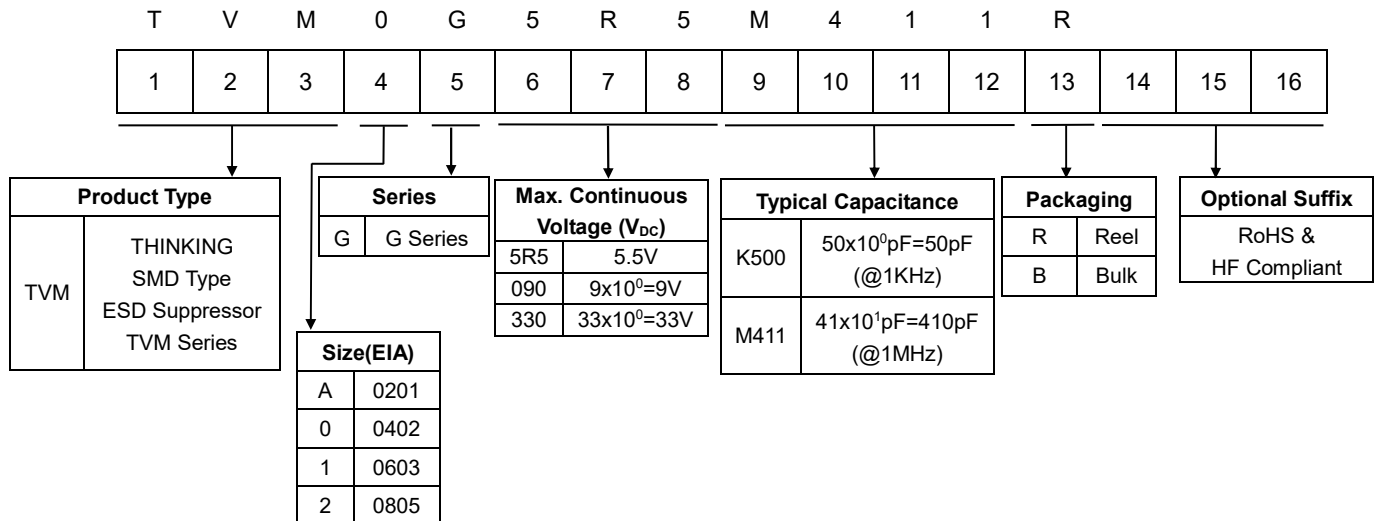 T V M 0 G 5 R 5 M 4 1 1 R
1 2 3 4 5 6 7 8 9 10 11 12 13 14 15 16
Product Type
TVM
THINKING
SMD Type
ESD Suppressor
TVM Series
Size(EIA)
A 0201
0 0402
1 0603
2 0805
Series
G G Series
Max. Continuous
Voltage (V_DC)
5R5 5.5V
090 9x10⁰=9V
330 33x10⁰=33V
Typical Capacitance
K500
50x10⁰pF=50pF
(@1KHz)
M411
41x10¹pF=410pF
(@1MHz)
Packaging
R Reel
B Bulk
Optional Suffix
RoHS &
HF Compliant